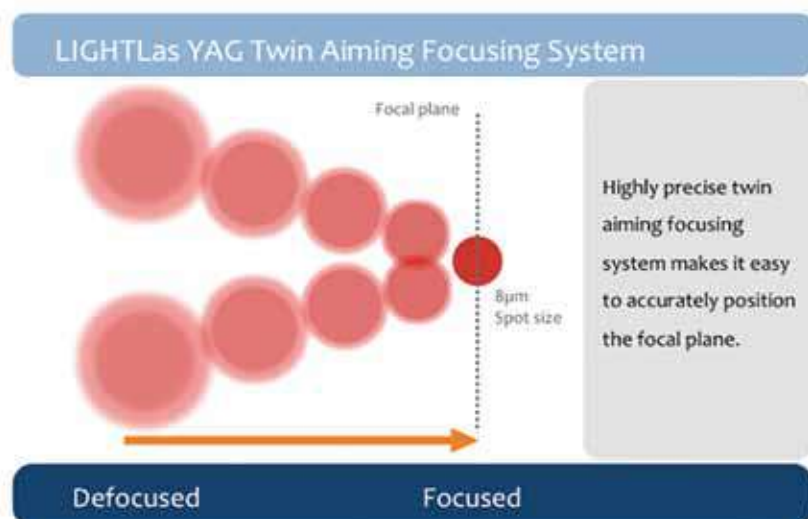 LIGHTLas YAG Twin Aiming Focusing System
Focal plane
8µm
Spot size
Highly precise twin
aiming focusing
system makes it easy
to accurately position
the focal plane.
Defocused Focused